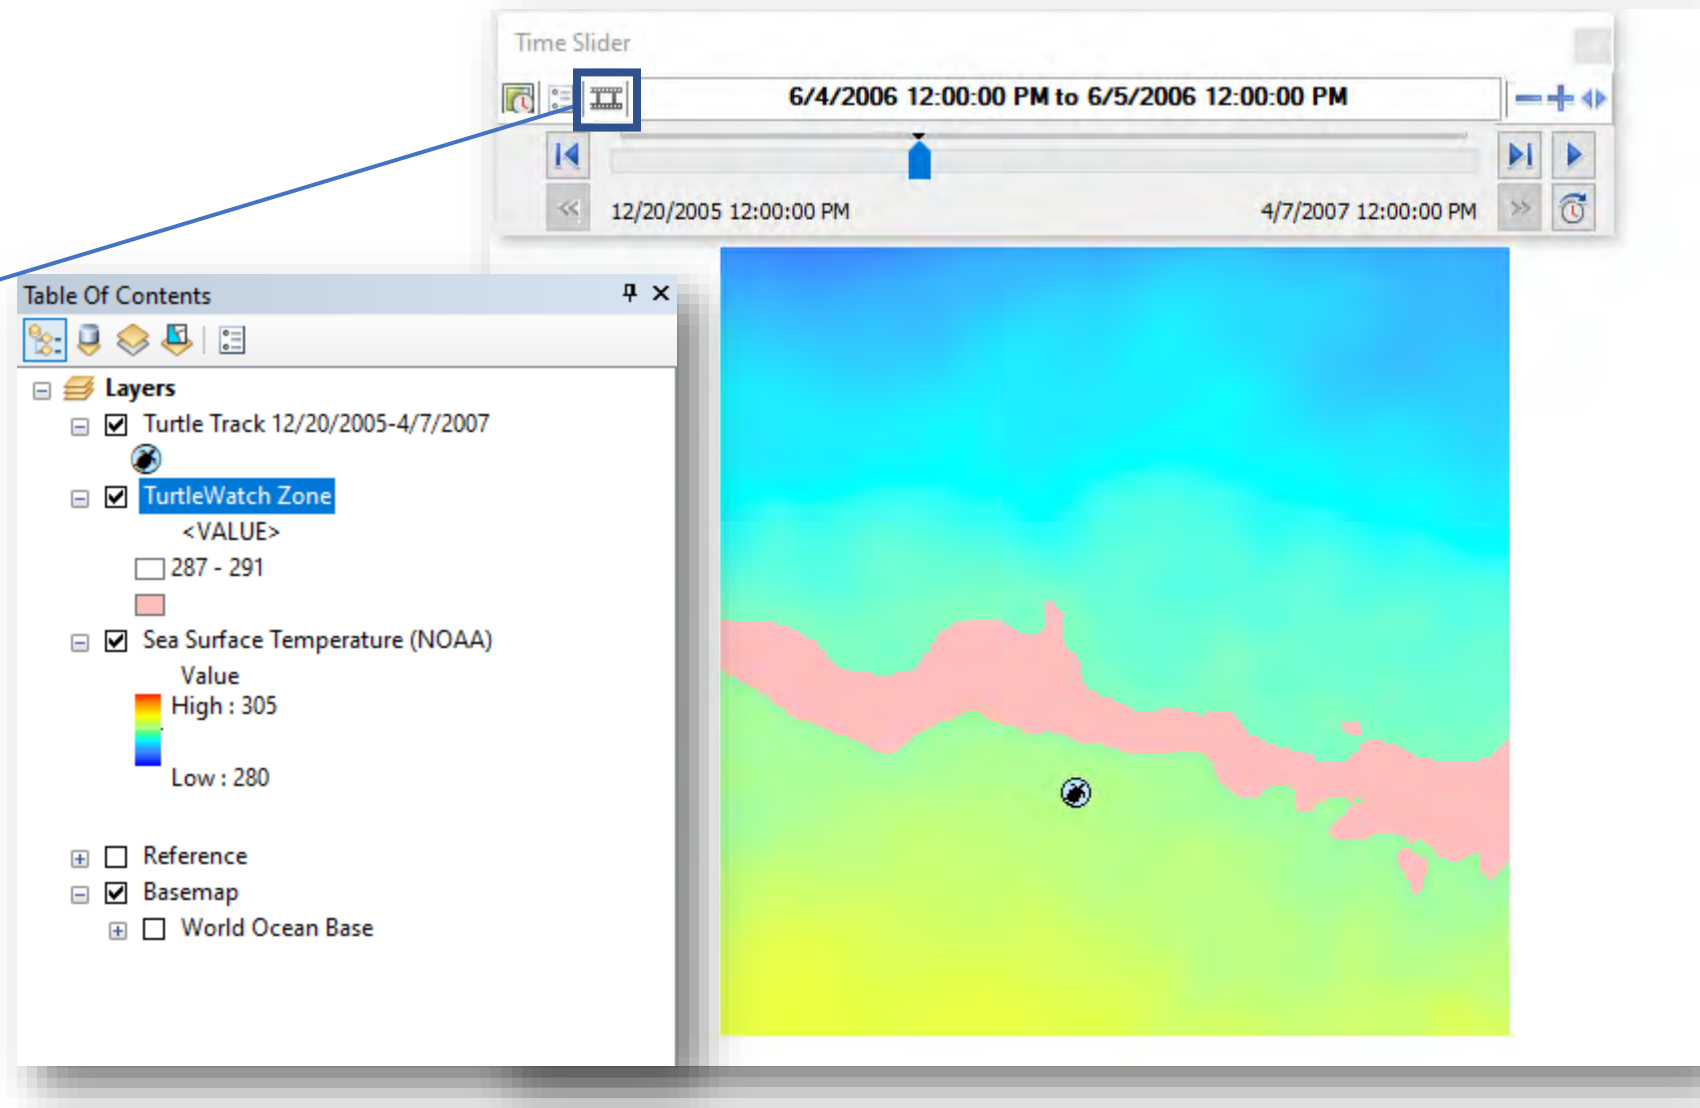 Time Slider
6/4/2006 12:00:00 PM to 6/5/2006 12:00:00 PM
12/20/2005 12:00:00 PM
4/7/2007 12:00:00 PM
Table Of Contents
Layers
Turtle Track 12/20/2005-4/7/2007
TurtleWatch Zone
<VALUE>
287 - 291
Sea Surface Temperature (NOAA)
Value
High : 305
Low : 280
Reference
Basemap
World Ocean Base